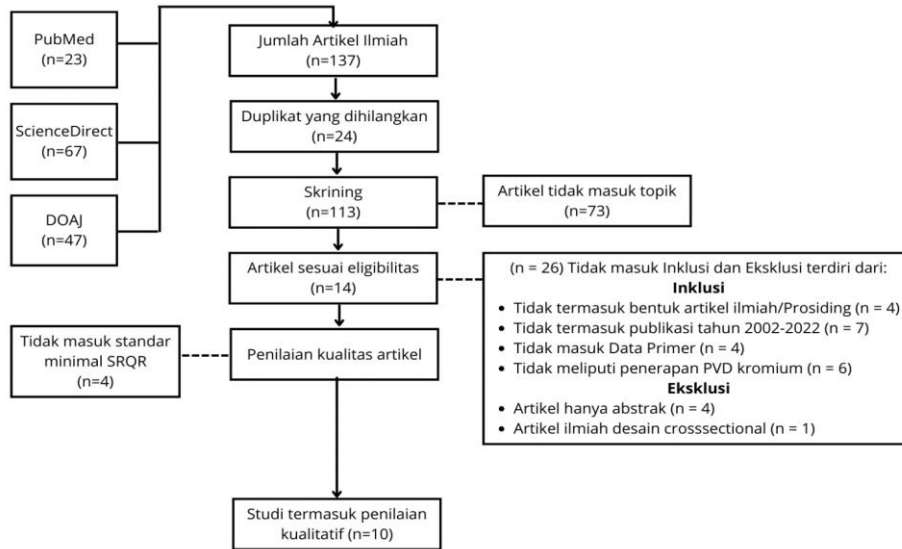 PubMed
(n=23)
ScienceDirect
(n=67)
DOAJ
(n=47)
Jumlah Artikel Ilmiah
(n=137)
Duplikat yang dihilangkan
(n=24)
Skrining
(n=113)
Artikel tidak masuk topik
(n=73)
Artikel sesuai eligibilitas
(n=14)
(n = 26) Tidak masuk Inklusi dan Eksklusi terdiri dari:
Inklusi
• Tidak termasuk bentuk artikel ilmiah/Prosiding (n = 4)
• Tidak termasuk publikasi tahun 2002-2022 (n = 7)
• Tidak masuk Data Primer (n = 4)
• Tidak meliputi penerapan PVD kromium (n = 6)
Eksklusi
• Artikel hanya abstrak (n = 4)
• Artikel ilmiah desain crosssectional (n = 1)
Tidak masuk standar
minimal SRQR
(n=4)
Penilaian kualitas artikel
Studi termasuk penilaian
kualitatif (n=10)